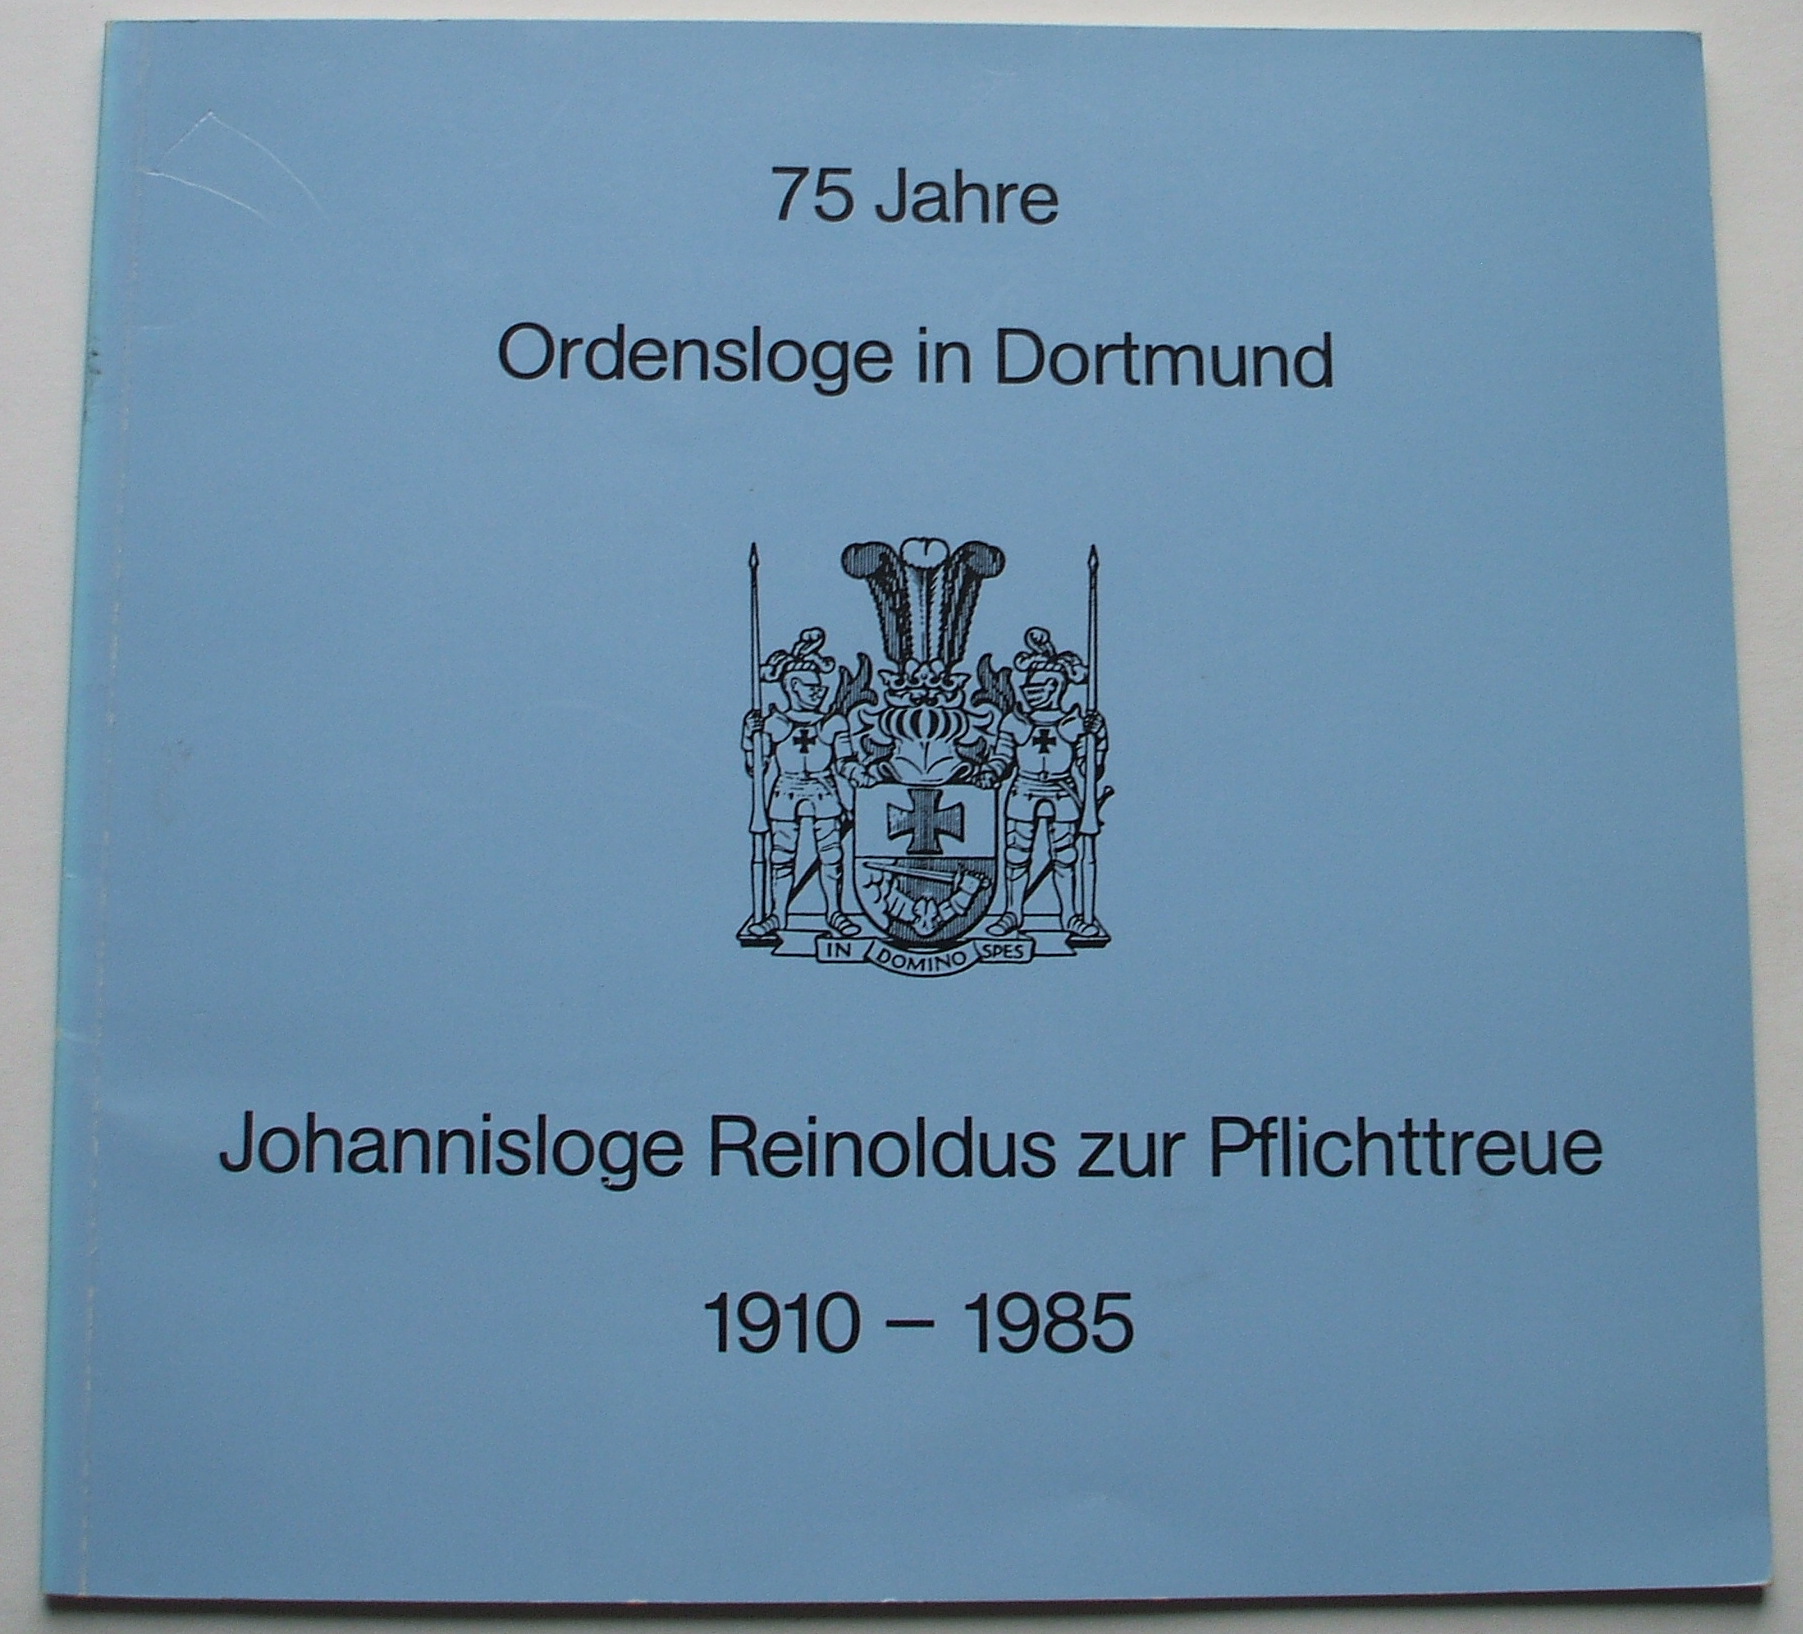 75 Jahre
Ordensloge in Dortmund
IN DOMINO SPES
Johannisloge Reinoldus zur Pflichttreue
1910 – 1985